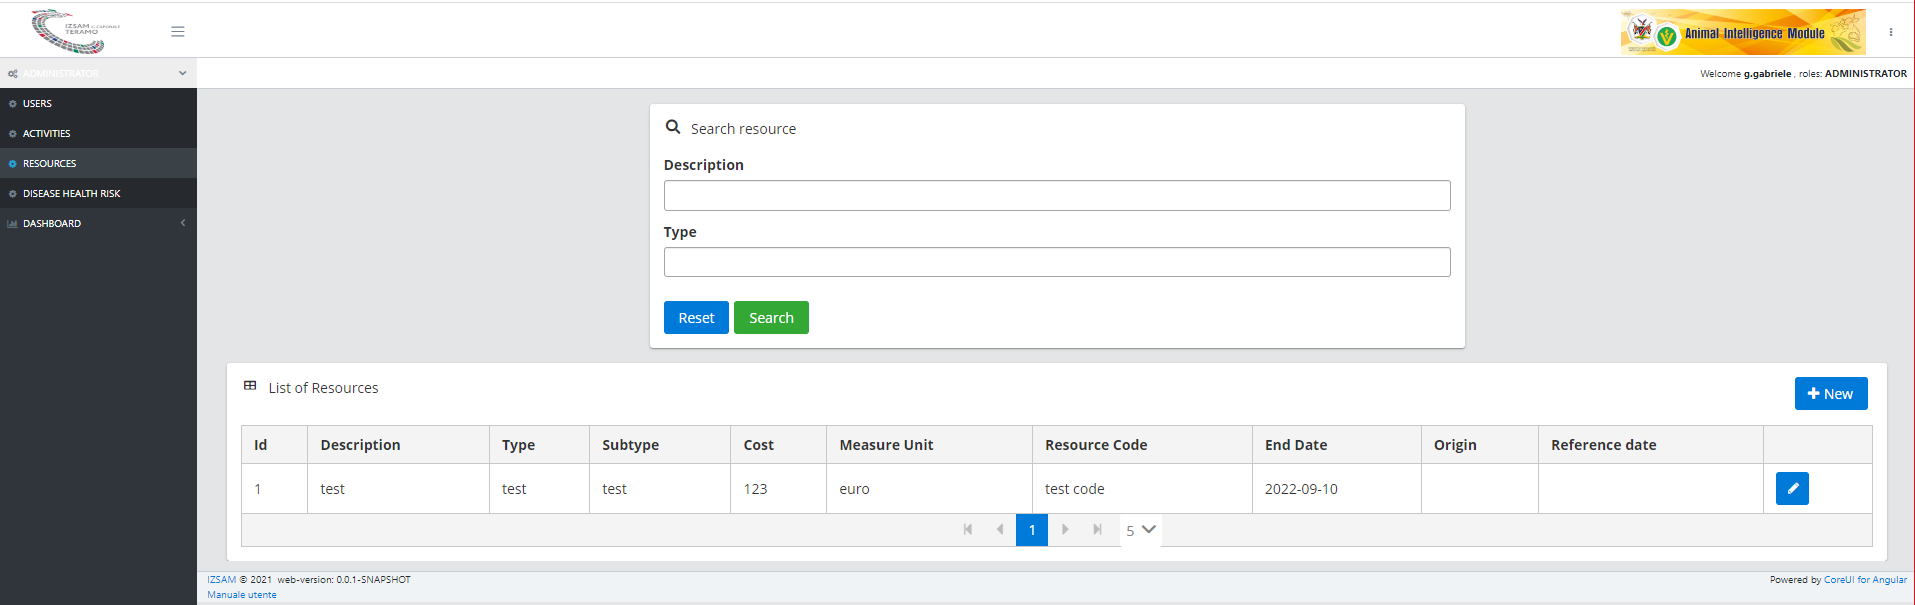 IZSAM G. CAPORALE
TERAMO
Animal Intelligence Module
ADMINISTRATOR
Welcome g.gabriele , roles: ADMINISTRATOR
USERS
ACTIVITIES
RESOURCES
DISEASE HEALTH RISK
DASHBOARD
Search resource
Description
Type
Reset Search
List of Resources
New
Id Description Type Subtype Cost Measure Unit Resource Code End Date Origin Reference date
1 test test test 123 euro test code 2022-09-10
1 5
IZSAM © 2021 web-version: 0.0.1-SNAPSHOT
Powered by CoreUI for Angular
Manuale utente